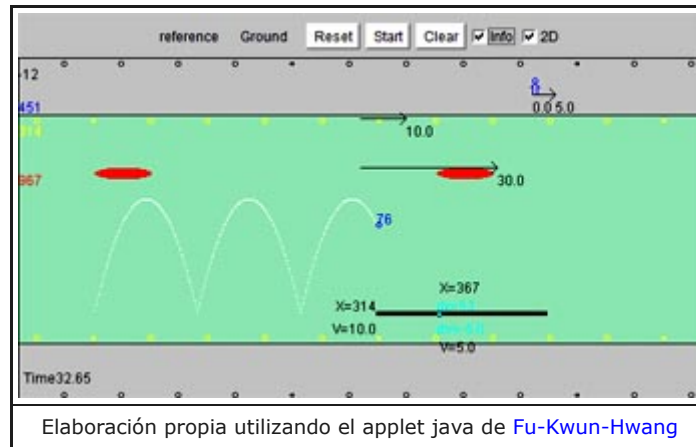 reference Ground Reset Start Clear Info 2D
-12
451
0.0 5.0
314
10.0
367
30.0
76
X=367
X=314
V=10.0
V=5.0
Time32.65
Elaboración propia utilizando el applet java de Fu-Kwun-Hwang